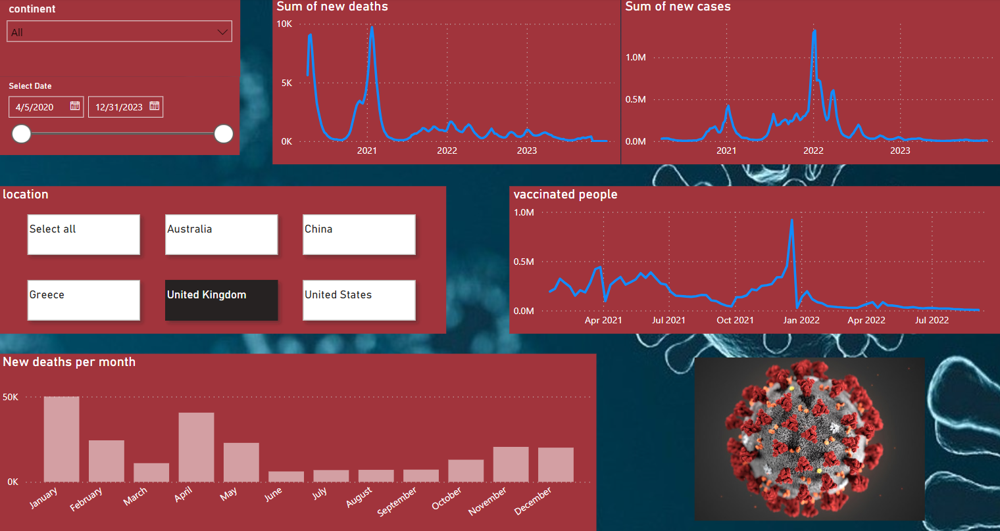 continent
All
Select Date
4/5/2020
12/31/2023
Sum of new deaths
10K
5K
0K
2021 2022 2023
Sum of new cases
1.0M
0.5M
0.0M
2021 2022 2023
location
Select all
Australia
China
Greece
United Kingdom
United States
vaccinated people
1.0M
0.5M
0.0M
Apr 2021 Jul 2021 Oct 2021 Jan 2022 Apr 2022 Jul 2022
New deaths per month
50K
0K
January February March April May June July August September October November December